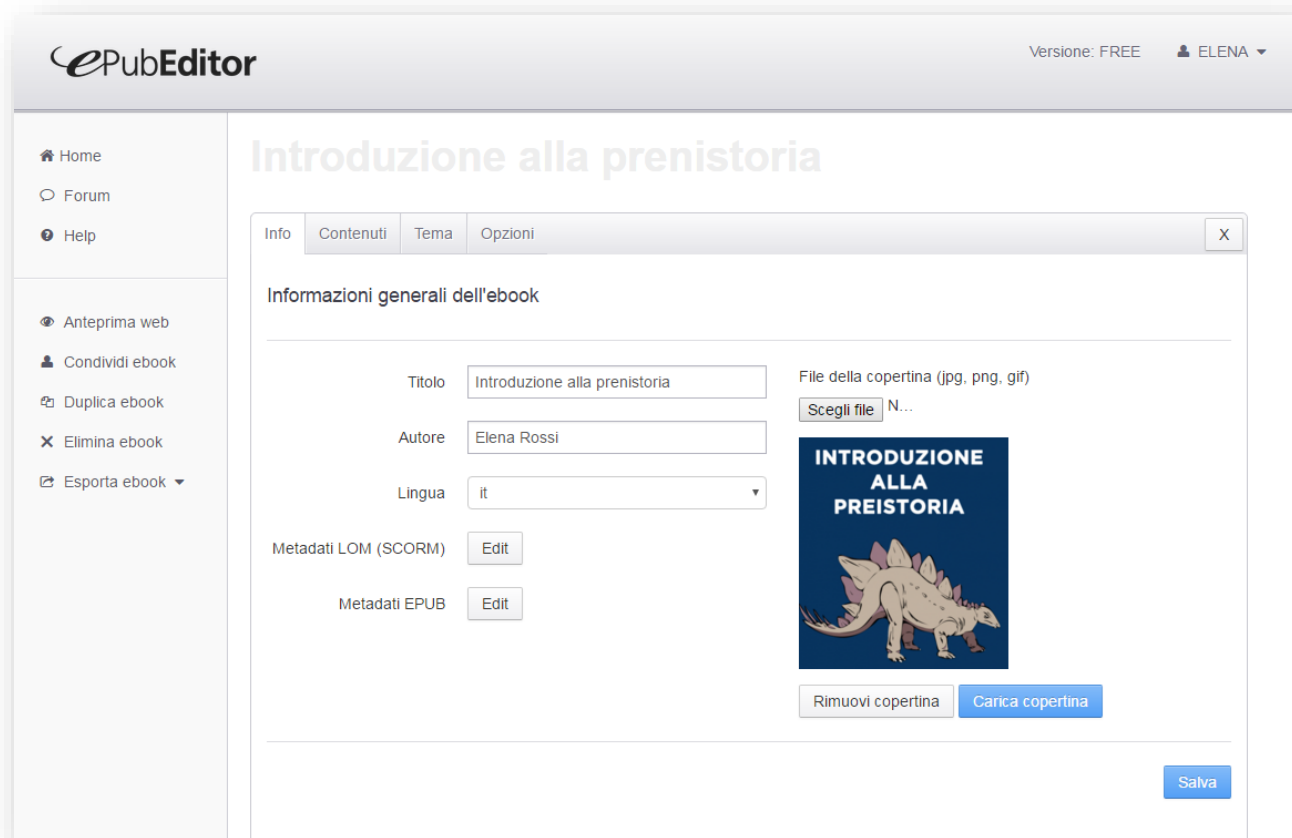 ePubEditor
Versione: FREE
ELENA
Home
Forum
Help
Anteprima web
Condividi ebook
Duplica ebook
Elimina ebook
Esporta ebook
Introduzione alla prenistoria
Info
Contenuti
Tema
Opzioni
X
Informazioni generali dell'ebook
Titolo
Introduzione alla prenistoria
Autore
Elena Rossi
Lingua
it
Metadati LOM (SCORM)
Edit
Metadati EPUB
Edit
File della copertina (jpg, png, gif)
Scegli file
N...
INTRODUZIONE
ALLA
PREISTORIA
Rimuovi copertina
Carica copertina
Salva